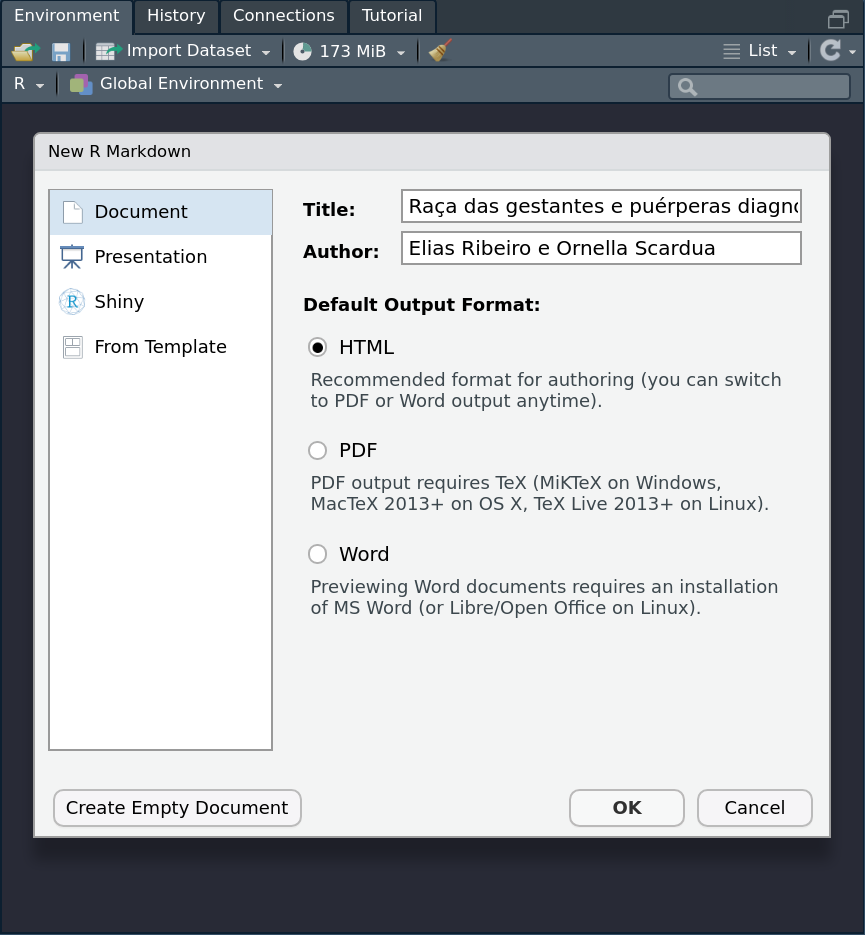 Environment History Connections Tutorial
Import Dataset 173 MiB List
R Global Environment
New R Markdown
Document
Presentation
Shiny
From Template
Title: Raça das gestantes e puérperas diagno
Author: Elias Ribeiro e Ornella Scardua
Default Output Format:
HTML
Recommended format for authoring (you can switch
to PDF or Word output anytime).
PDF
PDF output requires TeX (MiKTeX on Windows,
MacTeX 2013+ on OS X, TeX Live 2013+ on Linux).
Word
Previewing Word documents requires an installation
of MS Word (or Libre/Open Office on Linux).
Create Empty Document OK Cancel